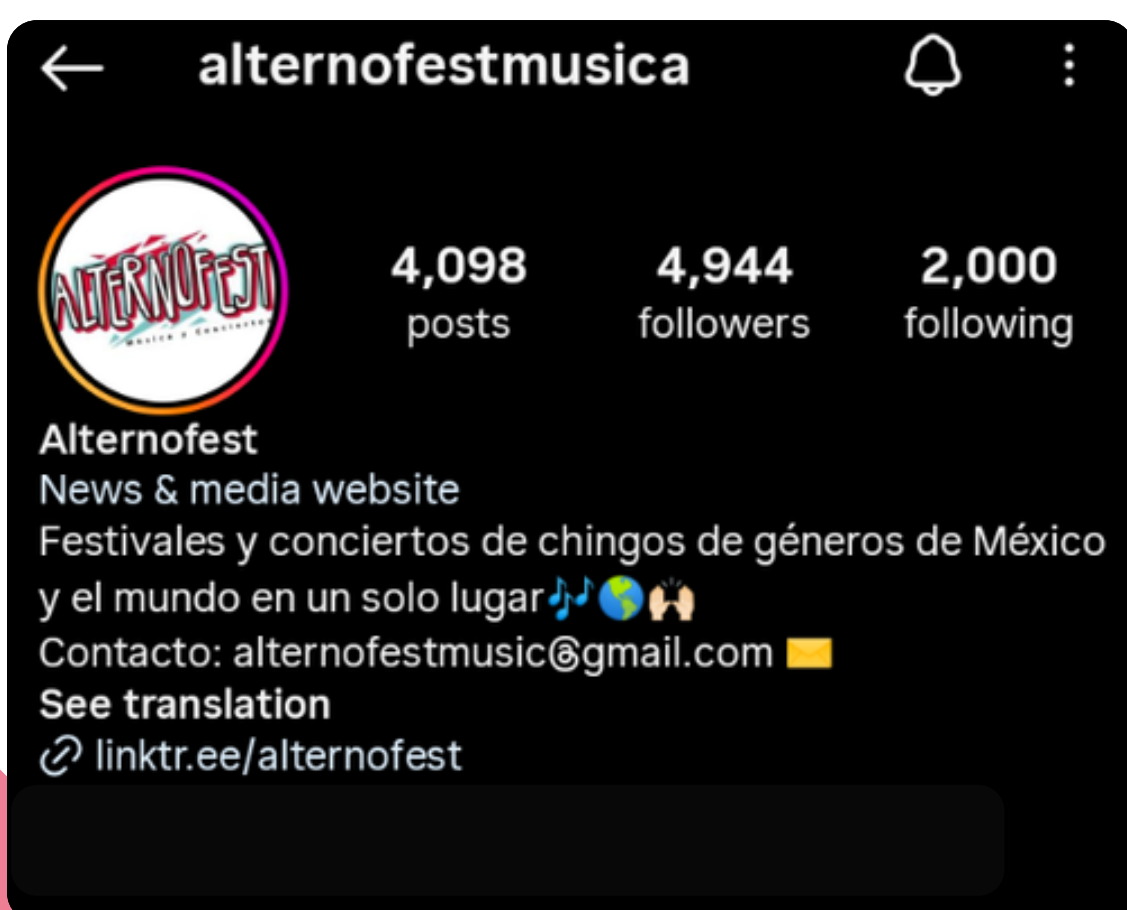 alternofestmusica
ALTERNOFEST
Música y Conciertos
4,098 4,944 2,000
posts followers following
Alternofest
News & media website
Festivales y conciertos de chingos de géneros de México
y el mundo en un solo lugar🎶🌎🙌🏻
Contacto: alternofestmusic@gmail.com ✉️
See translation
linktr.ee/alternofest